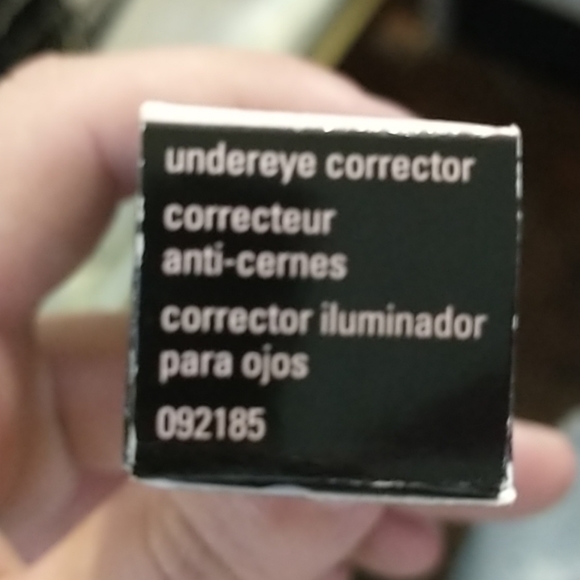 undereye corrector
correcteur
anti-cernes
corrector iluminador
para ojos
092185